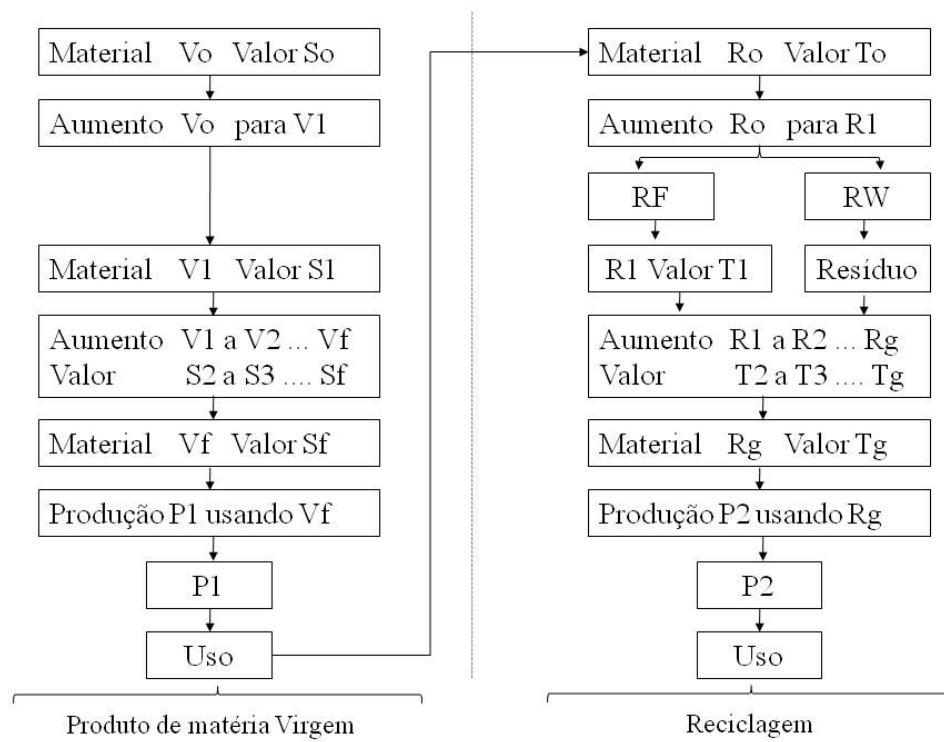 Material Vo Valor So
Aumento Vo para V1
Material V1 Valor S1
Aumento V1 a V2 ... Vf
Valor S2 a S3 .... Sf
Material Vf Valor Sf
Produção P1 usando Vf
P1
Uso
Produto de matéria Virgem
Material Ro Valor To
Aumento Ro para R1
RF
RW
R1 Valor T1
Resíduo
Aumento R1 a R2 ... Rg
Valor T2 a T3 .... Tg
Material Rg Valor Tg
Produção P2 usando Rg
P2
Uso
Reciclagem